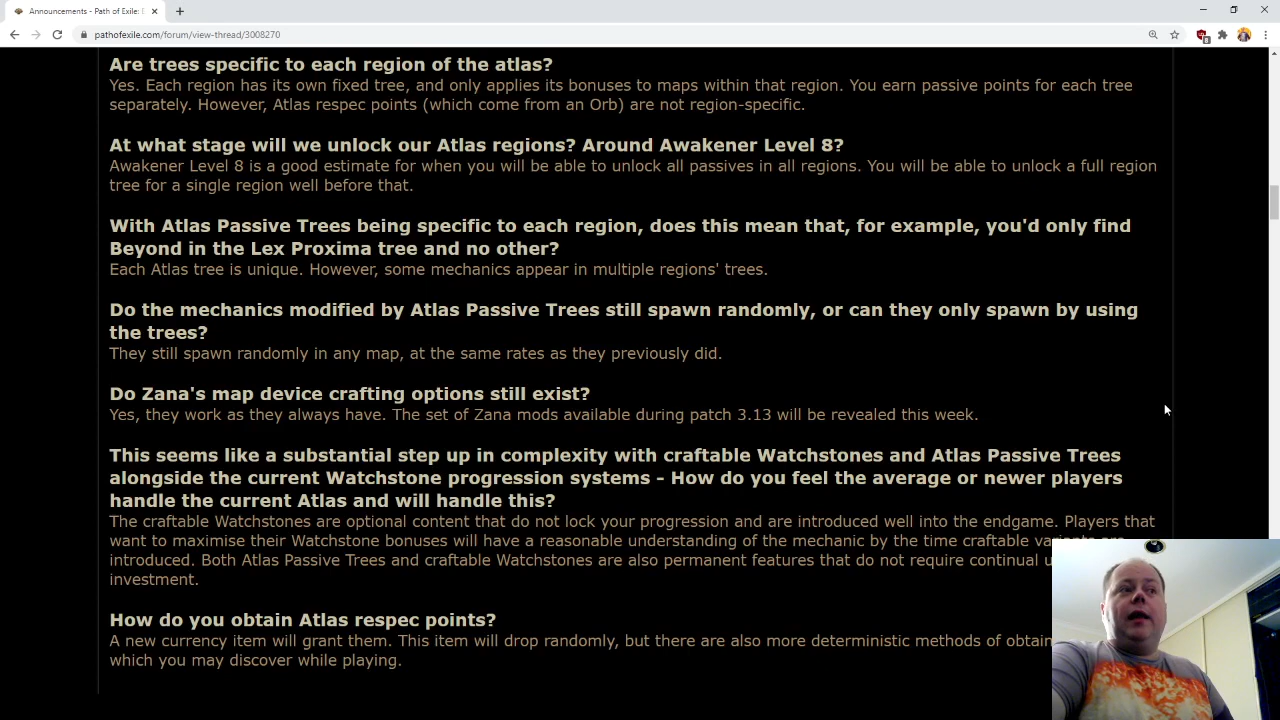 Announcements - Path of Exile: E
pathofexile.com/forum/view-thread/3008270
Are trees specific to each region of the atlas?
Yes. Each region has its own fixed tree, and only applies its bonuses to maps within that region. You earn passive points for each tree
separately. However, Atlas respec points (which come from an Orb) are not region-specific.
At what stage will we unlock our Atlas regions? Around Awakener Level 8?
Awakener Level 8 is a good estimate for when you will be able to unlock all passives in all regions. You will be able to unlock a full region
tree for a single region well before that.
With Atlas Passive Trees being specific to each region, does this mean that, for example, you'd only find
Beyond in the Lex Proxima tree and no other?
Each Atlas tree is unique. However, some mechanics appear in multiple regions' trees.
Do the mechanics modified by Atlas Passive Trees still spawn randomly, or can they only spawn by using
the trees?
They still spawn randomly in any map, at the same rates as they previously did.
Do Zana's map device crafting options still exist?
Yes, they work as they always have. The set of Zana mods available during patch 3.13 will be revealed this week.
This seems like a substantial step up in complexity with craftable Watchstones and Atlas Passive Trees
alongside the current Watchstone progression systems - How do you feel the average or newer players
handle the current Atlas and will handle this?
The craftable Watchstones are optional content that do not lock your progression and are introduced well into the endgame. Players that
want to maximise their Watchstone bonuses will have a reasonable understanding of the mechanic by the time craftable
introduced. Both Atlas Passive Trees and craftable Watchstones are also permanent features that do not require continual
investment.
How do you obtain Atlas respec points?
A new currency item will grant them. This item will drop randomly, but there are also more deterministic methods of
which you may discover while playing.